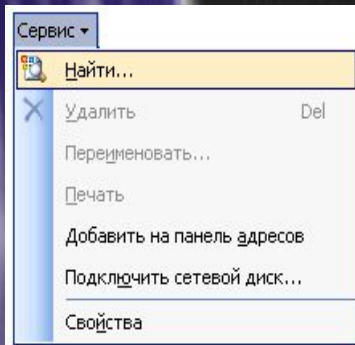 Сервис
Найти...
Удалить Del
Переименовать...
Печать
Добавить на панель адресов
Подключить сетевой диск...
Свойства